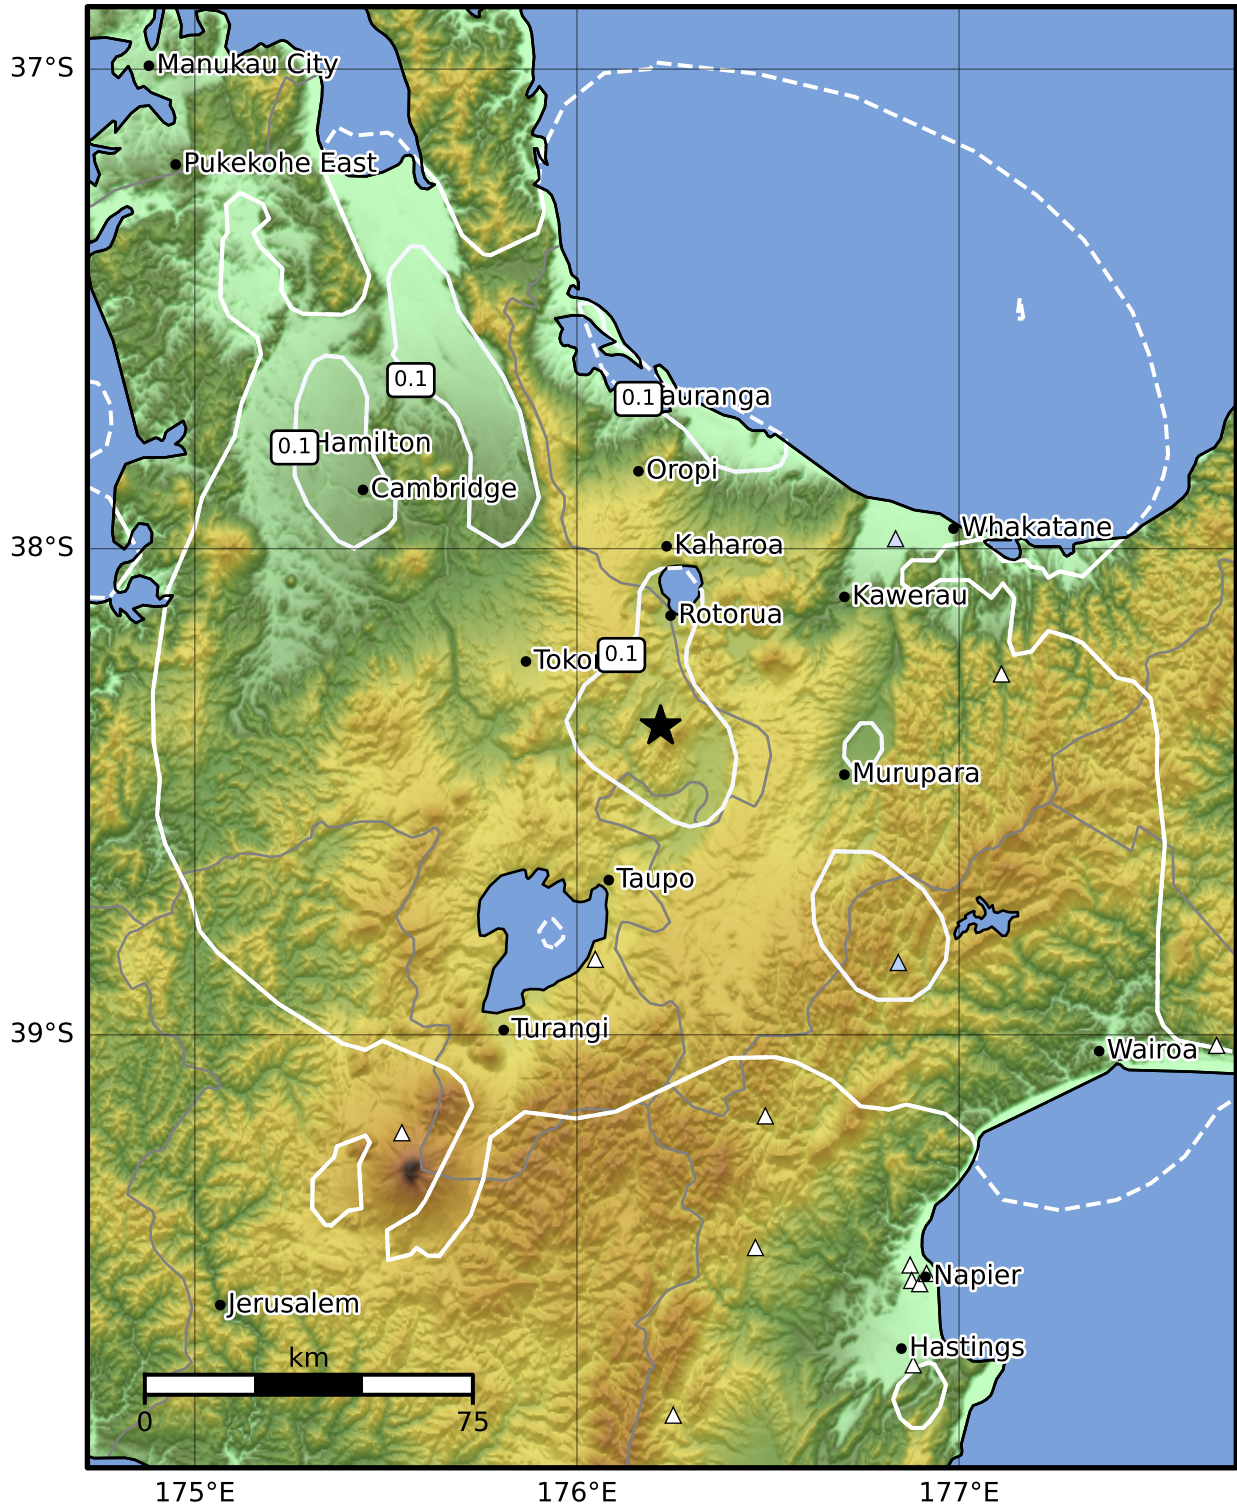 37°S
Manukau City
Pukekohe East
0.1
0.1
auranga
0.1
Hamilton
Oropi
Cambridge
Whakatane
38°S
Kaharoa
Kawerau
Rotorua
Toko
0.1
Murupara
Taupo
Turangi
39°S
Wairoa
Napier
Jerusalem
Hastings
km
0
75
175°E
176°E
177°E